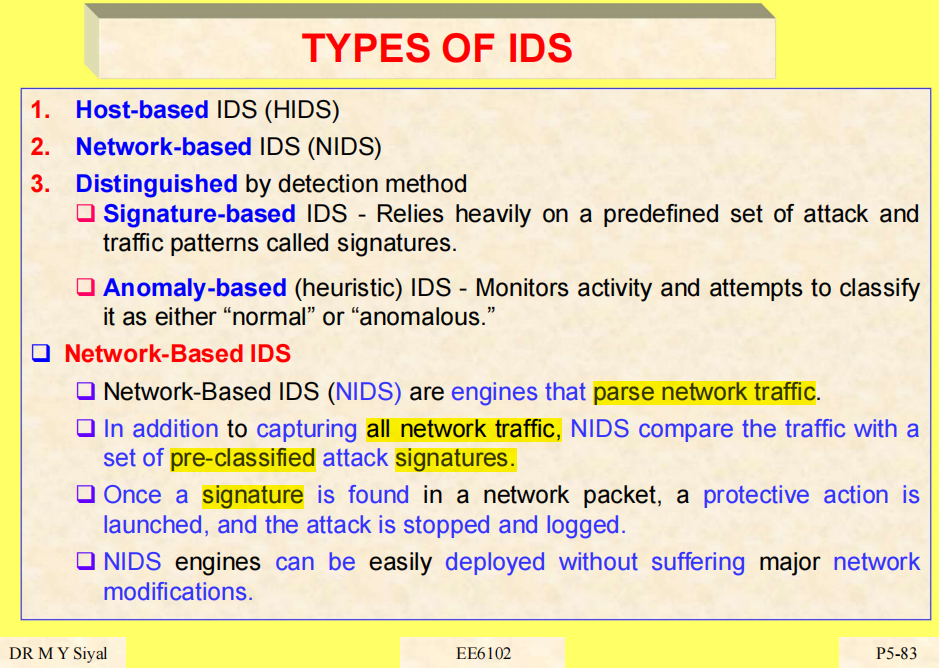 TYPES OF IDS
1. Host-based IDS (HIDS)
2. Network-based IDS (NIDS)
3. Distinguished by detection method
❑ Signature-based IDS - Relies heavily on a predefined set of attack and
traffic patterns called signatures.
❑ Anomaly-based (heuristic) IDS - Monitors activity and attempts to classify
it as either “normal” or “anomalous.”
❑ Network-Based IDS
❑ Network-Based IDS (NIDS) are engines that parse network traffic.
❑ In addition to capturing all network traffic, NIDS compare the traffic with a
set of pre-classified attack signatures.
❑ Once a signature is found in a network packet, a protective action is
launched, and the attack is stopped and logged.
❑ NIDS engines can be easily deployed without suffering major network
modifications.
DR M Y Siyal EE6102 P5-83